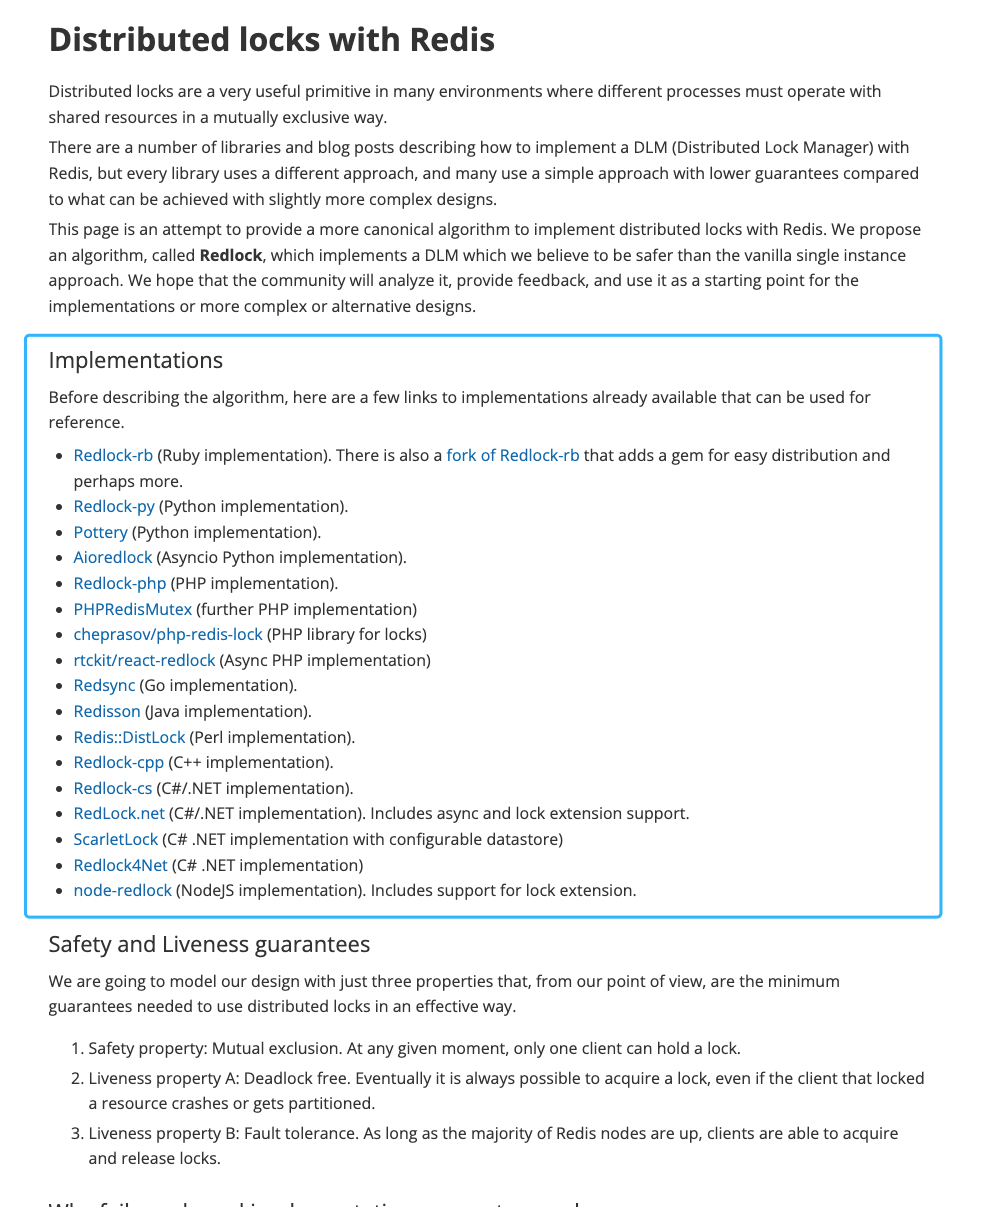 Distributed locks with Redis
Distributed locks are a very useful primitive in many environments where different processes must operate with
shared resources in a mutually exclusive way.
There are a number of libraries and blog posts describing how to implement a DLM (Distributed Lock Manager) with
Redis, but every library uses a different approach, and many use a simple approach with lower guarantees compared
to what can be achieved with slightly more complex designs.
This page is an attempt to provide a more canonical algorithm to implement distributed locks with Redis. We propose
an algorithm, called Redlock, which implements a DLM which we believe to be safer than the vanilla single instance
approach. We hope that the community will analyze it, provide feedback, and use it as a starting point for the
implementations or more complex or alternative designs.
Implementations
Before describing the algorithm, here are a few links to implementations already available that can be used for
reference.
• Redlock-rb (Ruby implementation). There is also a fork of Redlock-rb that adds a gem for easy distribution and
perhaps more.
• Redlock-py (Python implementation).
• Pottery (Python implementation).
• Aioredlock (Asyncio Python implementation).
• Redlock-php (PHP implementation).
• PHPRedisMutex (further PHP implementation)
• cheprasov/php-redis-lock (PHP library for locks)
• rtckit/react-redlock (Async PHP implementation)
• Redsync (Go implementation).
• Redisson (Java implementation).
• Redis::DistLock (Perl implementation).
• Redlock-cpp (C++ implementation).
• Redlock-cs (C#/.NET implementation).
• RedLock.net (C#/.NET implementation). Includes async and lock extension support.
• ScarletLock (C# .NET implementation with configurable datastore)
• Redlock4Net (C# .NET implementation)
• node-redlock (NodeJS implementation). Includes support for lock extension.
Safety and Liveness guarantees
We are going to model our design with just three properties that, from our point of view, are the minimum
guarantees needed to use distributed locks in an effective way.
1. Safety property: Mutual exclusion. At any given moment, only one client can hold a lock.
2. Liveness property A: Deadlock free. Eventually it is always possible to acquire a lock, even if the client that locked
a resource crashes or gets partitioned.
3. Liveness property B: Fault tolerance. As long as the majority of Redis nodes are up, clients are able to acquire
and release locks.